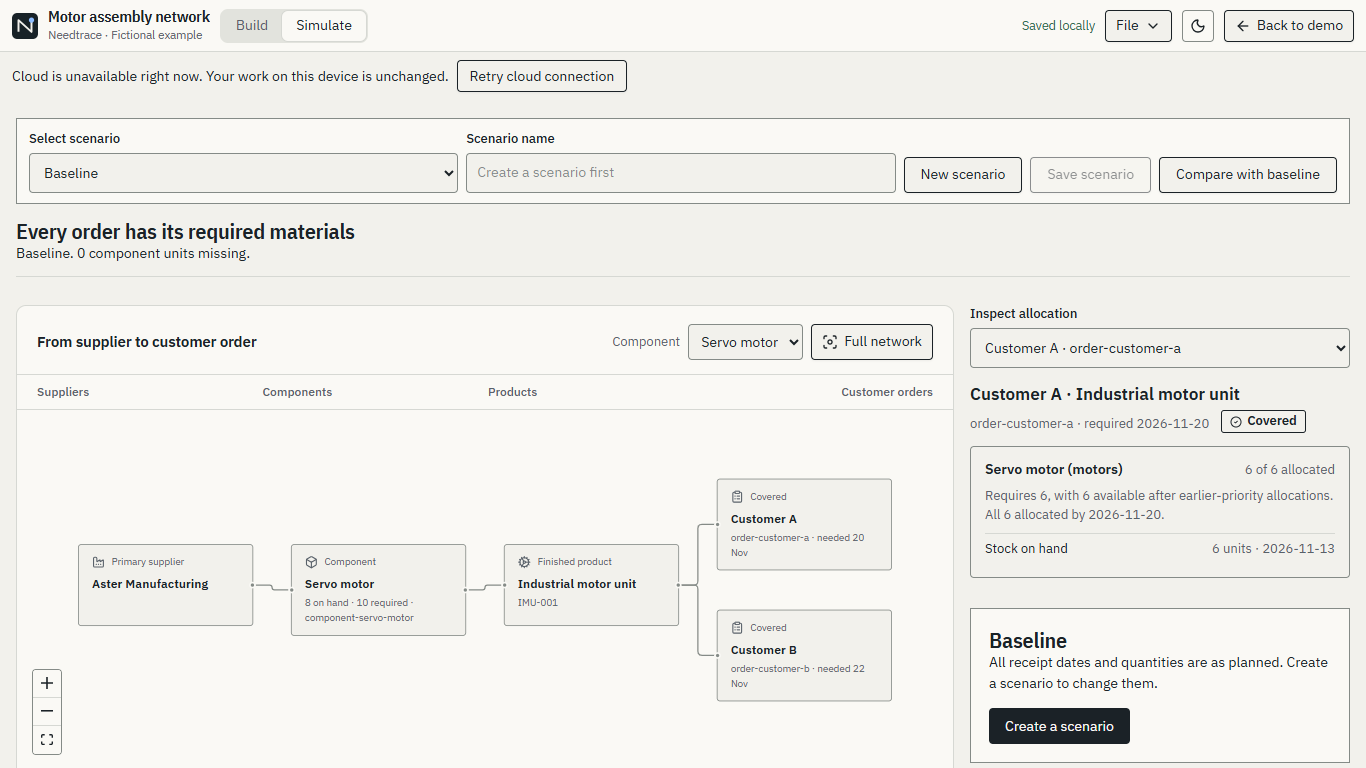 Motor assembly network
Needtrace · Fictional example
Build
Simulate
Saved locally
File
Back to demo
Cloud is unavailable right now. Your work on this device is unchanged.
Retry cloud connection
Select scenario
Baseline
Scenario name
Create a scenario first
New scenario
Save scenario
Compare with baseline
Every order has its required materials
Baseline. 0 component units missing.
From supplier to customer order
Component
Servo motor
Full network
Suppliers
Components
Products
Customer orders
Primary supplier
Aster Manufacturing
Component
Servo motor
8 on hand · 10 required ·
component-servo-motor
Finished product
Industrial motor unit
IMU-001
Covered
Customer A
order-customer-a · needed 20
Nov
Covered
Customer B
order-customer-b · needed 22
Nov
Inspect allocation
Customer A · order-customer-a
Customer A · Industrial motor unit
order-customer-a · required 2026-11-20
Covered
Servo motor (motors)
6 of 6 allocated
Requires 6, with 6 available after earlier-priority allocations.
All 6 allocated by 2026-11-20.
Stock on hand
6 units · 2026-11-13
Baseline
All receipt dates and quantities are as planned. Create
a scenario to change them.
Create a scenario